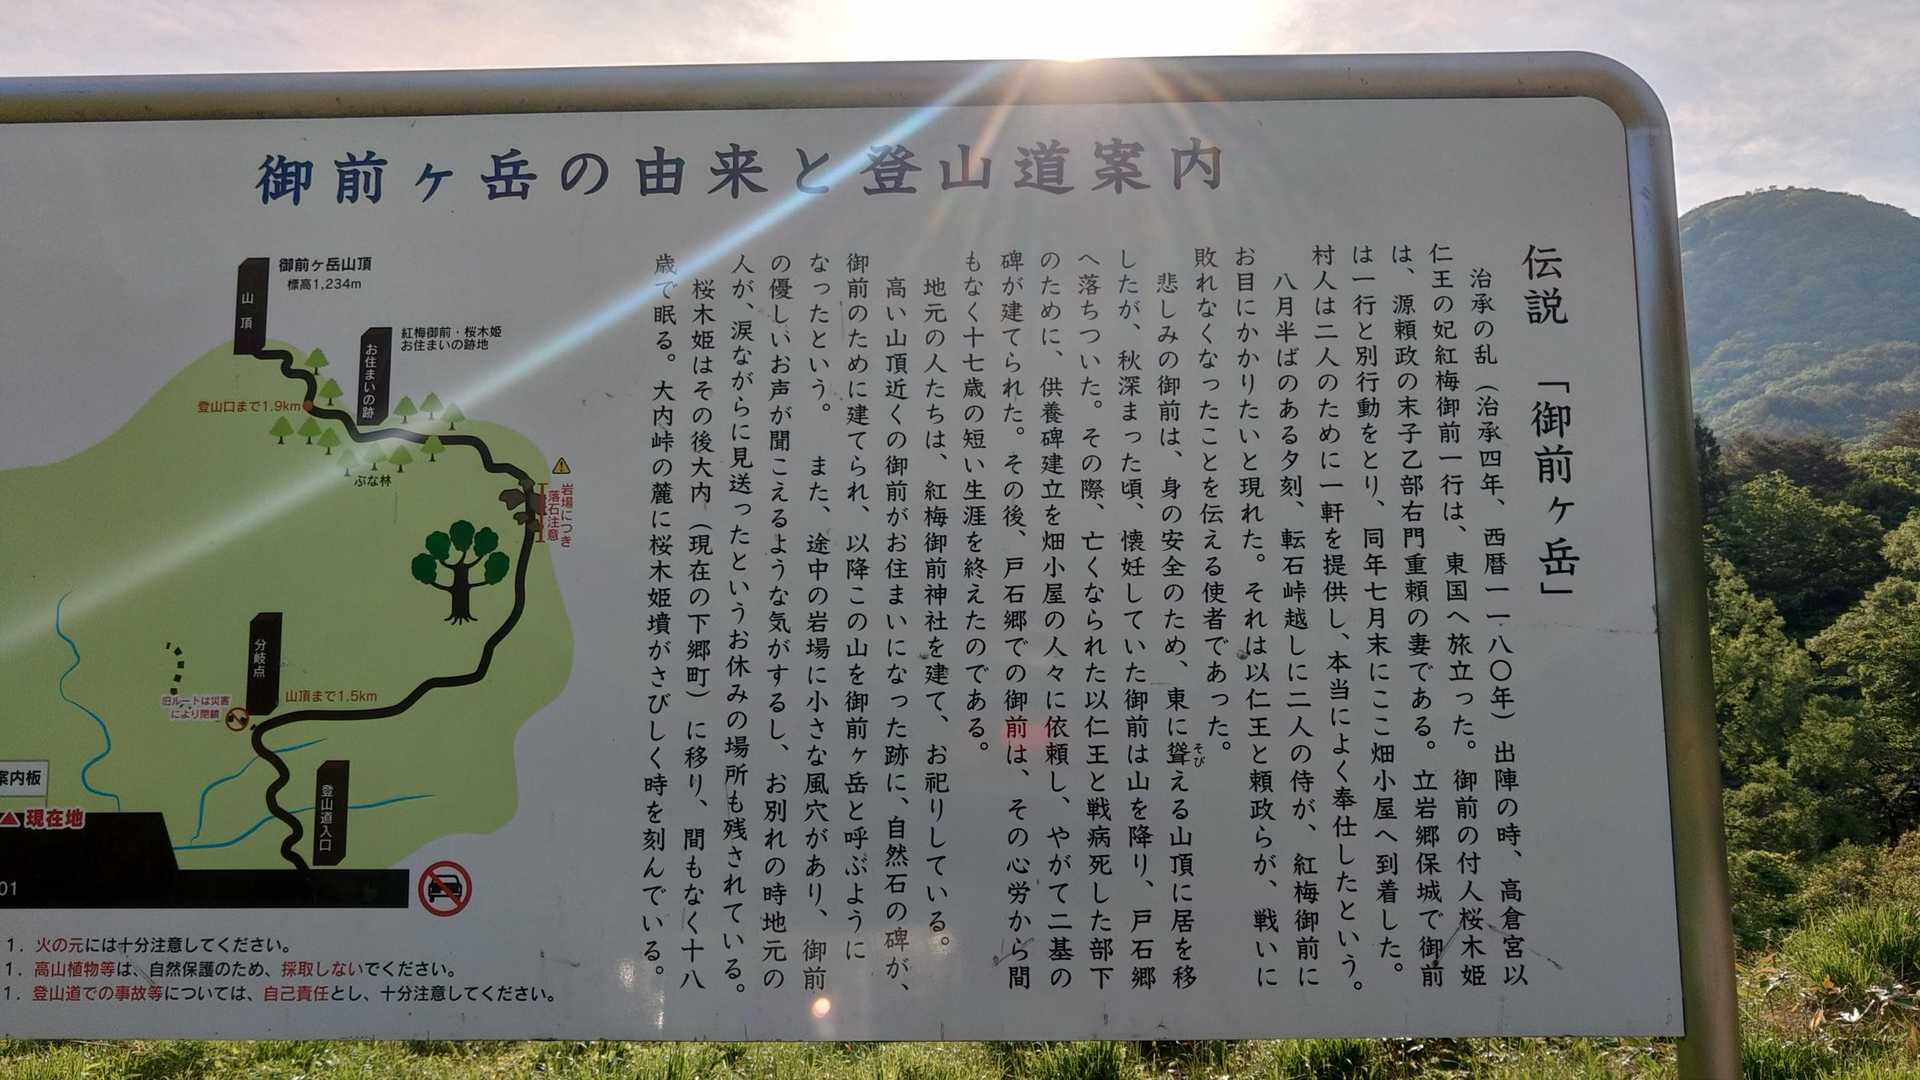 御前ヶ岳の由来と登山道案内
伝説 「御前ヶ岳」
治承の乱（治承四年、西暦一一八〇年）出陣の時、高倉宮以
仁王の妃紅梅御前一行は、東国へ旅立った。御前の付人桜木姫
は、源頼政の末子乙部右門重頼の妻である。立岩郷保城で御前
は一行と別行動をとり、同年七月末にここ畑小屋へ到着した。
村人は二人のために一軒を提供し、本当によく奉仕したという。
八月半ばのある夕刻、転石峠越しに二人の侍が、紅梅御前に
お目にかかりたいと現れた。それは以仁王と頼政らが、戦いに
敗れなくなったことを伝える使者であった。
悲しみの御前は、身の安全のため、東に聳える山頂に居を移
そび
したが、秋深まった頃、懐妊していた御前は山を降り、戸石郷
へ落ちついた。その際、亡くなられた以仁王と戦病死した部下
のために、供養碑建立を畑小屋の人々に依頼し、やがて二基の
碑が建てられた。その後、戸石郷での御前は、その心労から間
もなく十七歳の短い生涯を終えたのである。
地元の人たちは、紅梅御前神社を建て、お祀りしている。
高い山頂近くの御前がお住まいになった跡に、自然石の碑が、
御前のために建てられ、以降この山を御前ヶ岳と呼ぶように
なったという。 また、途中の岩場に小さな風穴があり、御前
の優しいお声が聞こえるような気がするし、お別れの時地元の
人が、涙ながらに見送ったというお休みの場所も残されている。
桜木姫はその後大内（現在の下郷町）に移り、間もなく十八
歳で眠る。大内峠の麓に桜木姫墳がさびしく時を刻んでいる。
御前ヶ岳山頂
標高1,234m
山頂
紅梅御前・桜木姫
お住まいの跡地
お住まいの跡
登山口まで1.9km
ぶな林
岩場につき
落石注意
分岐点
山頂まで1.5km
旧ルートは災害
により閉鎖
登山道入口
案内板
現在地
01
1．火の元には十分注意してください。
1．高山植物等は、自然保護のため、採取しないでください。
1．登山道での事故等については、自己責任とし、十分注意してください。